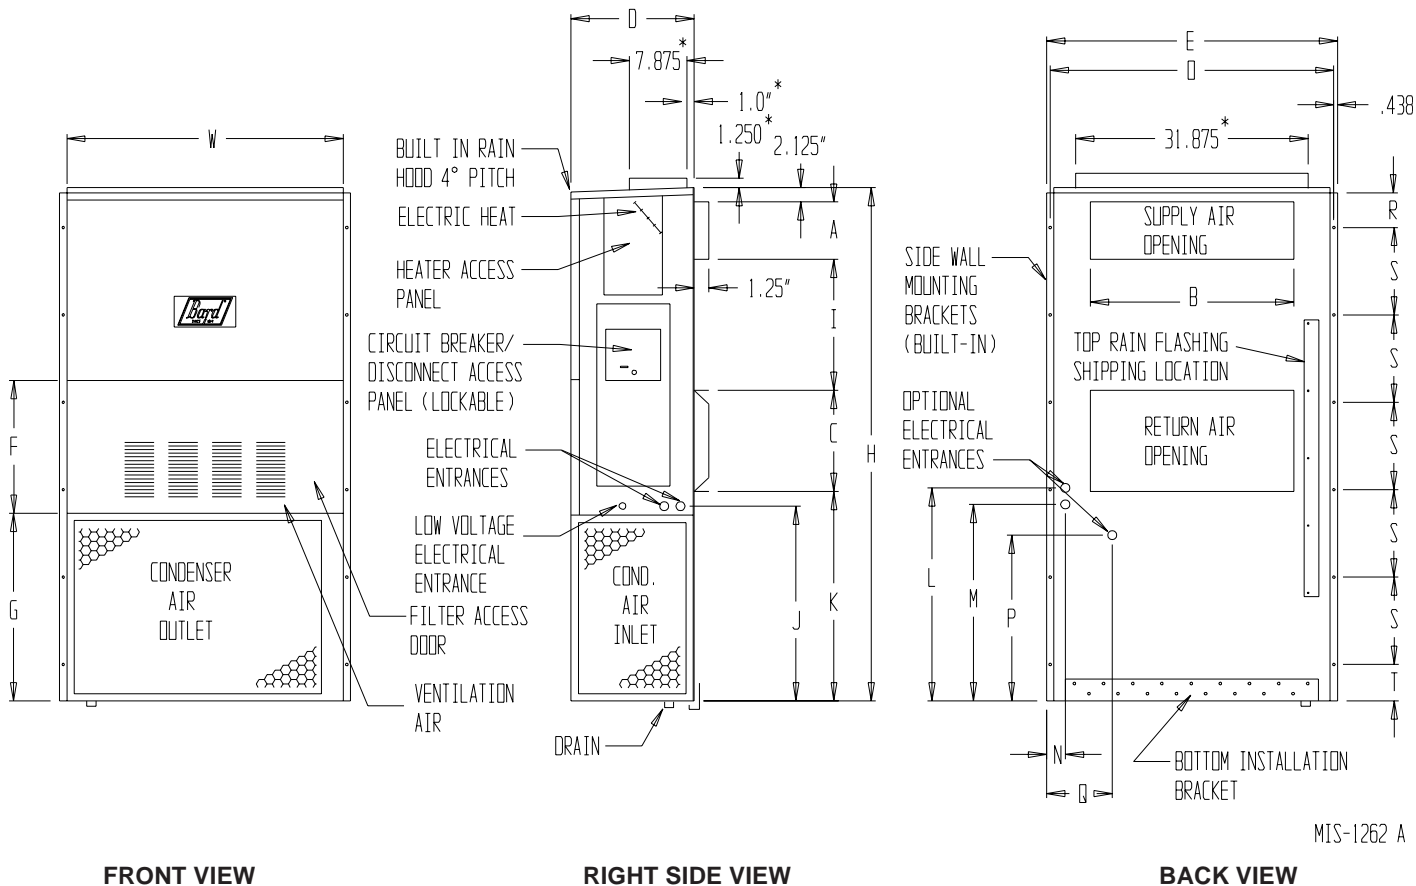 W
F
G
Bard
CONDENSER
AIR
OUTLET
BUILT IN RAIN
HOOD 4° PITCH
ELECTRIC HEAT
HEATER ACCESS
PANEL
CIRCUIT BREAKER/
DISCONNECT ACCESS
PANEL (LOCKABLE)
ELECTRICAL
ENTRANCES
LOW VOLTAGE
ELECTRICAL
ENTRANCE
FILTER ACCESS
DOOR
VENTILATION
AIR
DRAIN
D
7.875*
1.0"*
1.250*
2.125"
A
1.25"
I
C
H
K
J
COND.
AIR
INLET
E
O
.438
31.875*
SUPPLY AIR
OPENING
B
R
S
S
S
S
S
T
SIDE WALL
MOUNTING
BRACKETS
(BUILT-IN)
TOP RAIN FLASHING
SHIPPING LOCATION
OPTIONAL
ELECTRICAL
ENTRANCES
RETURN AIR
OPENING
L
M
P
N
Q
BOTTOM INSTALLATION
BRACKET
MIS-1262 A
FRONT VIEW
RIGHT SIDE VIEW
BACK VIEW